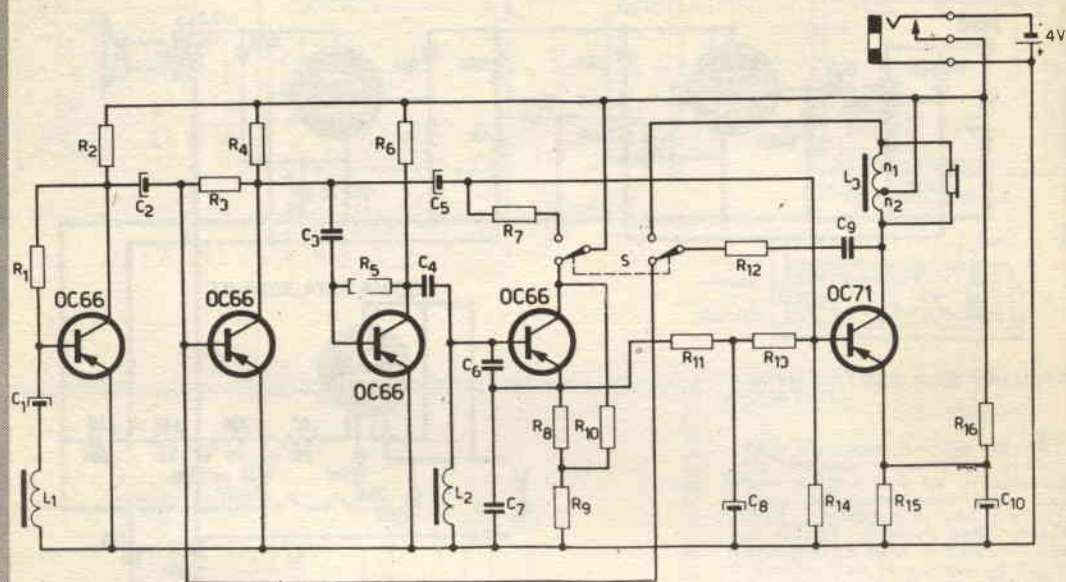 4V
+
R2
R4
R6
C2
R3
C5
L3
n1
n2
R7
C3
C9
R1
R5
C4
S
R12
OC66
OC66
OC66
OC71
C6
R11
R13
OC66
C1
R8
R10
R16
L1
L2
C7
R9
C8
R14
R15
C10